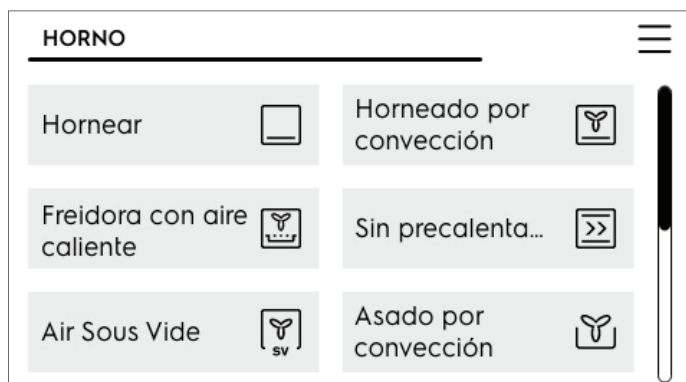 HORNO
Hornear
Horneado por
convección
Freidora con aire
caliente
Sin precalenta...
Air Sous Vide
SV
Asado por
convección